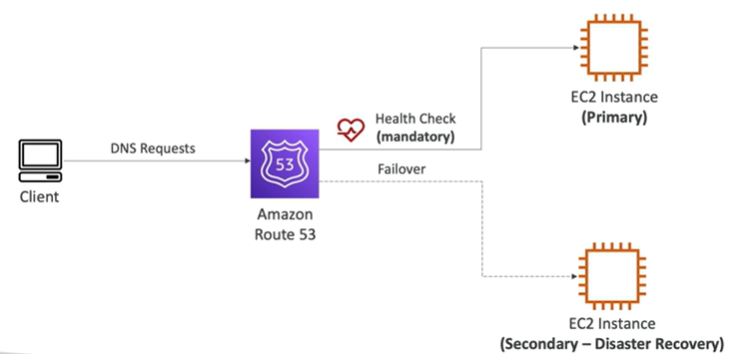 EC2 Instance
(Primary)
Health Check
(mandatory)
DNS Requests
53
Failover
Client
Amazon
Route 53
EC2 Instance
(Secondary – Disaster Recovery)